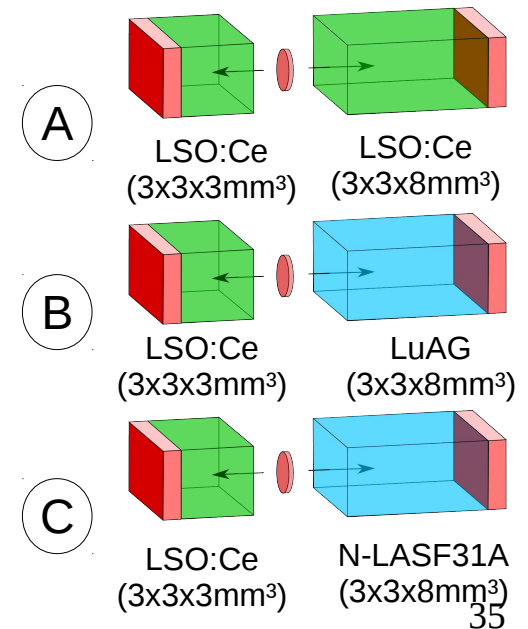 A
LSO:Ce
(3x3x3mm³)
LSO:Ce
(3x3x8mm³)
B
LSO:Ce
(3x3x3mm³)
LuAG
(3x3x8mm³)
C
LSO:Ce
(3x3x3mm³)
N-LASF31A
(3x3x8mm³)
35